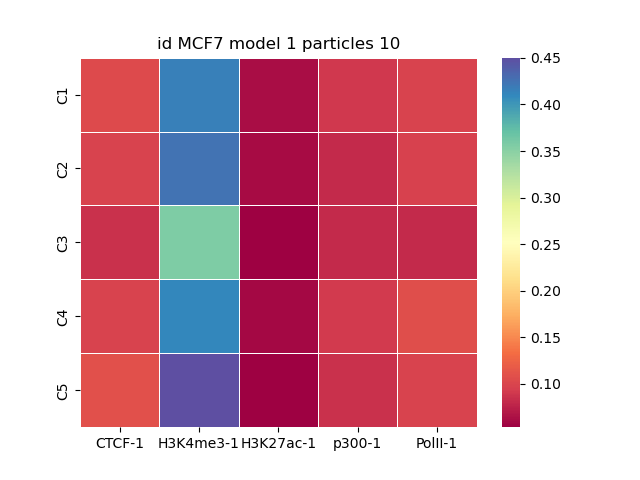 id MCF7 model 1 particles 10
C1
C2
C3
C4
C5
CTCF-1 H3K4me3-1 H3K27ac-1 p300-1 PolII-1
0.45
0.40
0.35
0.30
0.25
0.20
0.15
0.10